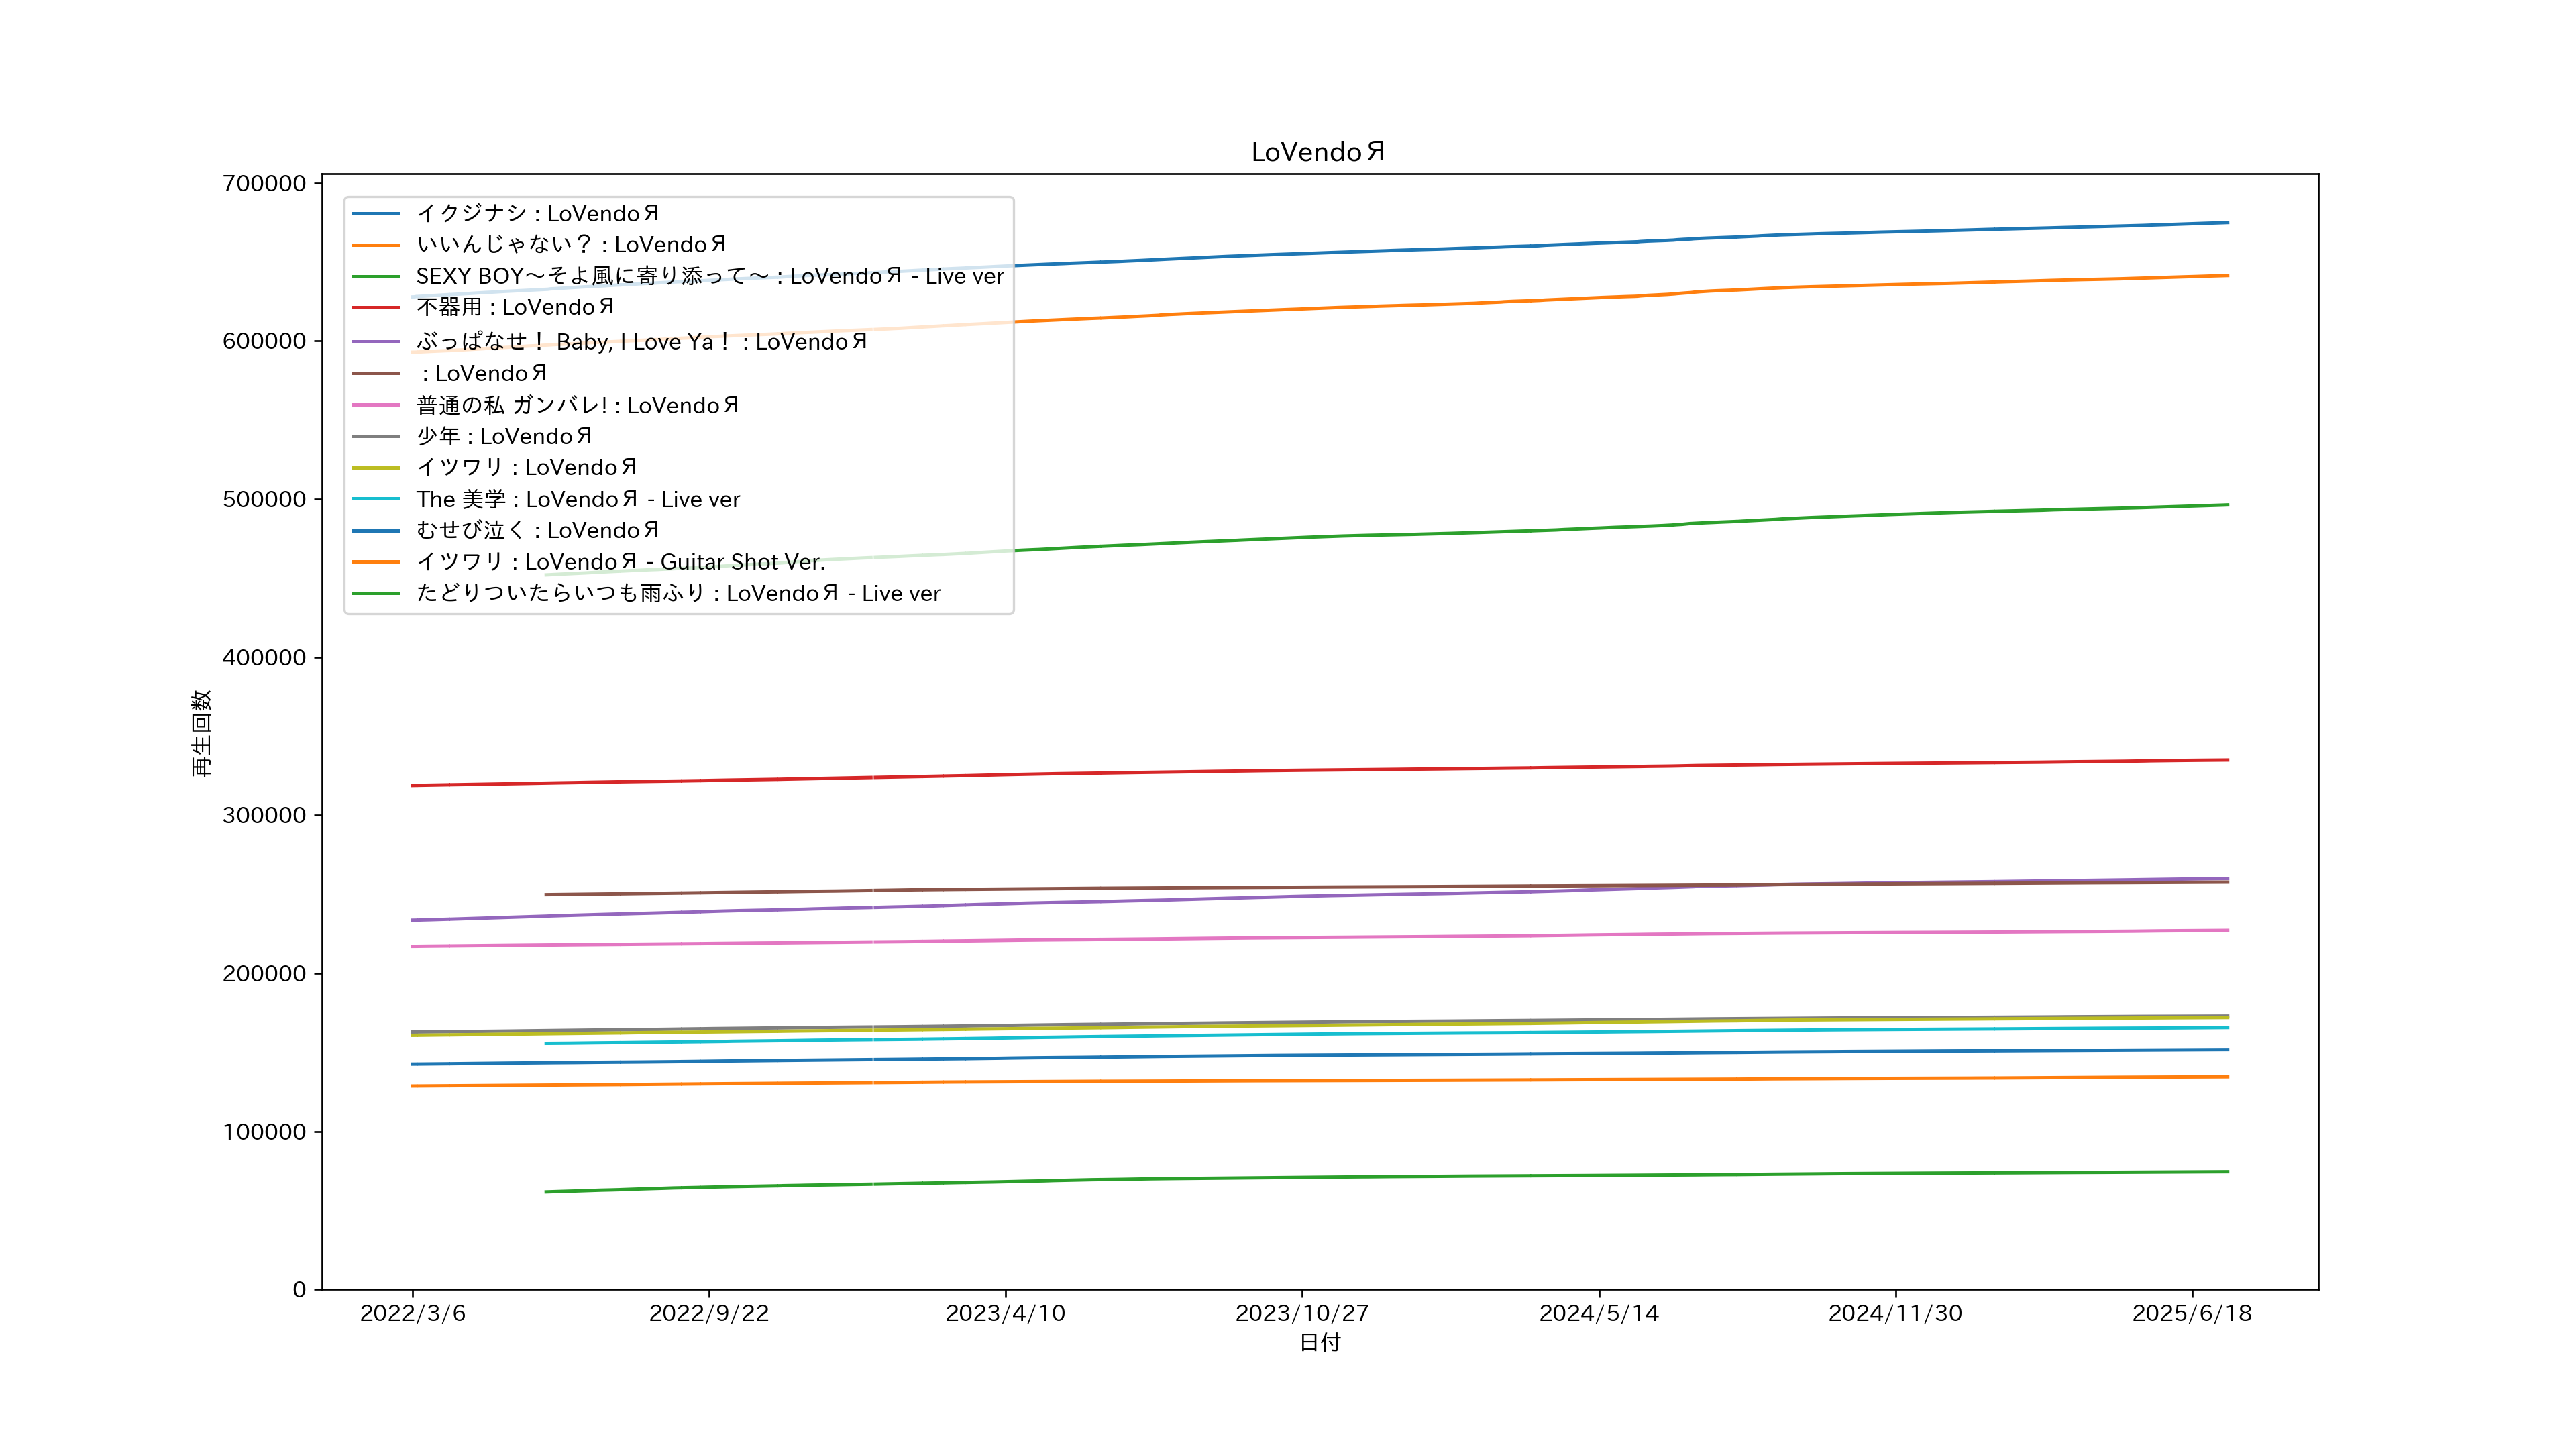 LoVendoЯ
700000
600000
500000
400000
300000
200000
100000
0
再生回数
イクジナシ : LoVendoЯ
いいんじゃない？ : LoVendoЯ
SEXY BOY～そよ風に寄り添って～ : LoVendoЯ - Live ver
不器用 : LoVendoЯ
ぶっぱなせ！ Baby, I Love Ya！ : LoVendoЯ
: LoVendoЯ
普通の私 ガンバレ! : LoVendoЯ
少年 : LoVendoЯ
イツワリ : LoVendoЯ
The 美学 : LoVendoЯ - Live ver
むせび泣く : LoVendoЯ
イツワリ : LoVendoЯ - Guitar Shot Ver.
たどりついたらいつも雨ふり : LoVendoЯ - Live ver
2022/3/6
2022/9/22
2023/4/10
2023/10/27
2024/5/14
2024/11/30
2025/6/18
日付